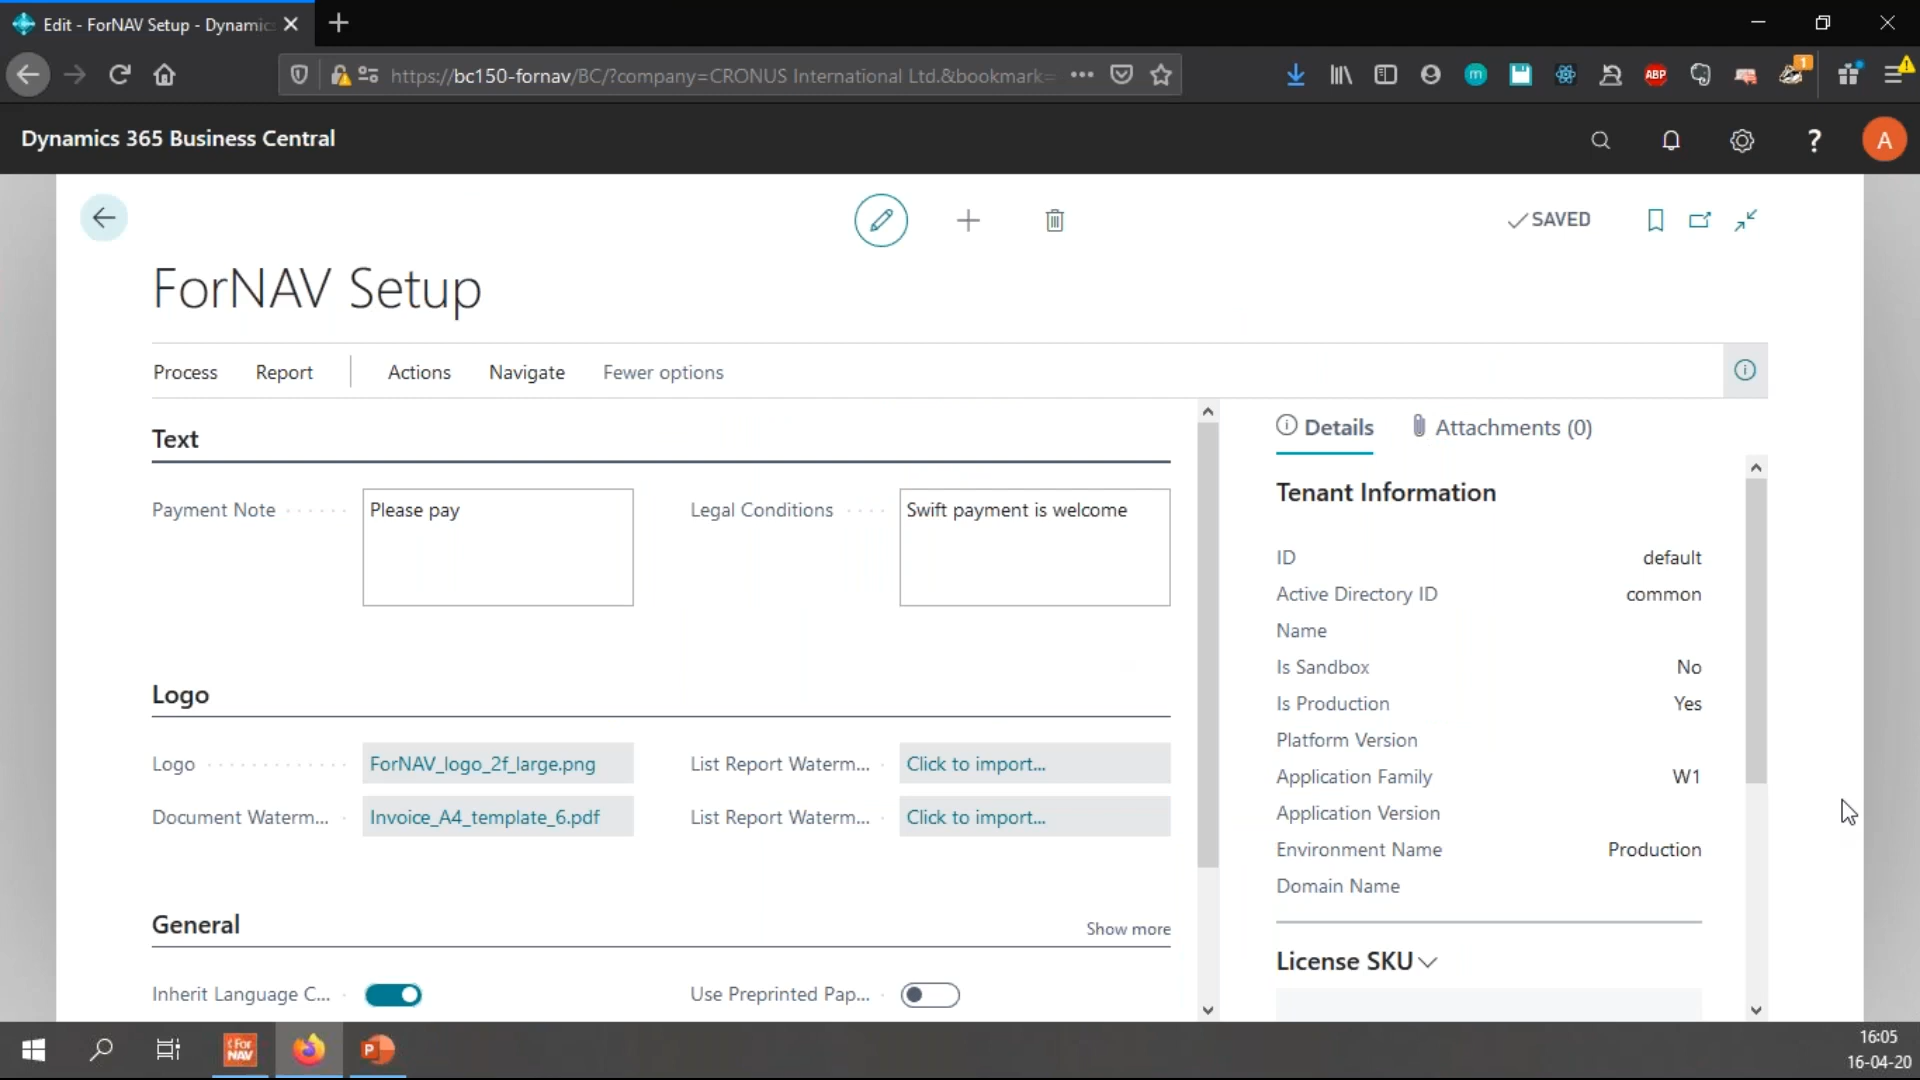 Edit - ForNAV Setup - Dynamics
https://bc150-fornav/BC/?company=CRONUS International Ltd.&bookmark=
m
ABP
1
Dynamics 365 Business Central
?
A
SAVED
ForNAV Setup
Process Report Actions Navigate Fewer options
Text
Payment Note Please pay Legal Conditions Swift payment is welcome
Logo
Logo ForNAV_logo_2f_large.png List Report Waterm... Click to import...
Document Waterm... Invoice_A4_template_6.pdf List Report Waterm... Click to import...
General Show more
Inherit Language C... Use Preprinted Pap...
Details Attachments (0)
Tenant Information
ID default
Active Directory ID common
Name
Is Sandbox No
Is Production Yes
Platform Version
Application Family W1
Application Version
Environment Name Production
Domain Name
License SKU
For
NAV
P
16:05
16-04-20